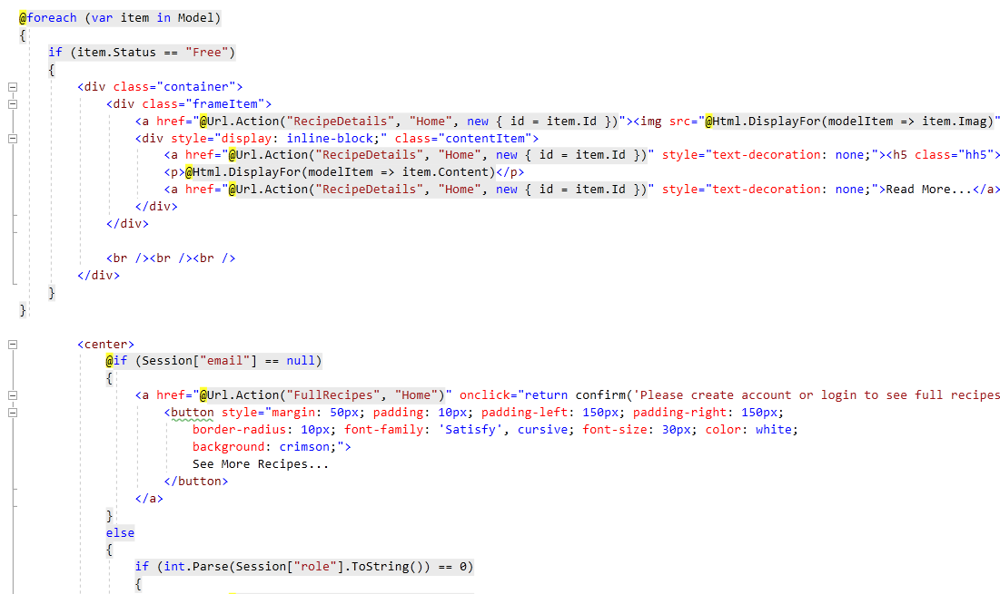 @foreach (var item in Model)
{
if (item.Status == "Free")
{
<div class="container">
<div class="frameItem">
<a href="@Url.Action("RecipeDetails", "Home", new { id = item.Id })"><img src="@Html.DisplayFor(modelItem => item.Imag)"
<div style="display: inline-block;" class="contentItem">
<a href="@Url.Action("RecipeDetails", "Home", new { id = item.Id })" style="text-decoration: none;"><h5 class="hh5">
<p>@Html.DisplayFor(modelItem => item.Content)</p>
<a href="@Url.Action("RecipeDetails", "Home", new { id = item.Id })" style="text-decoration: none;">Read More...</a>
</div>
</div>
<br /><br /><br />
</div>
}
}
<center>
@if (Session["email"] == null)
{
<a href="@Url.Action("FullRecipes", "Home")" onclick="return confirm('Please create account or login to see full recipes
<button style="margin: 50px; padding: 10px; padding-left: 150px; padding-right: 150px;
border-radius: 10px; font-family: 'Satisfy', cursive; font-size: 30px; color: white;
background: crimson;">
See More Recipes...
</button>
</a>
}
else
{
if (int.Parse(Session["role"].ToString()) == 0)
{